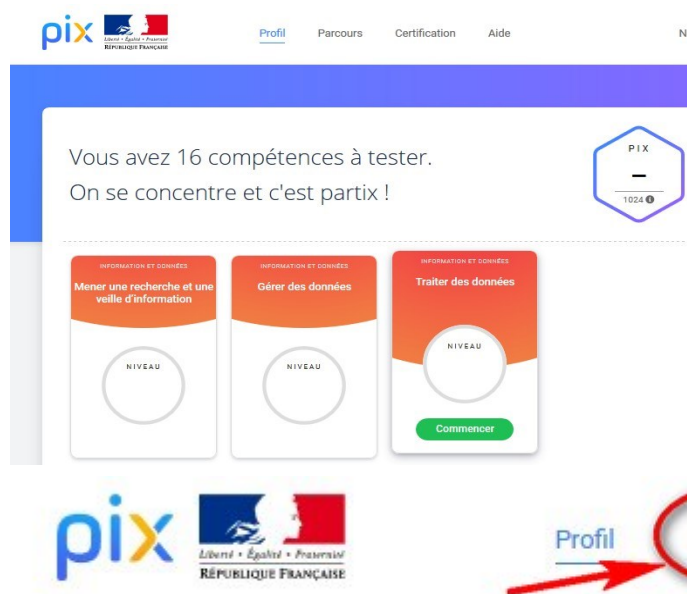 pix
Liberté • Égalité • Fraternité
RÉPUBLIQUE FRANÇAISE
Profil Parcours Certification Aide
N
Vous avez 16 compétences à tester.
On se concentre et c'est partix !
PIX
–
1024
INFORMATION ET DONNÉES
Mener une recherche et une
veille d'information
NIVEAU
INFORMATION ET DONNÉES
Gérer des données
NIVEAU
INFORMATION ET DONNÉES
Traiter des données
NIVEAU
Commencer
pix
Liberté • Égalité • Fraternité
RÉPUBLIQUE FRANÇAISE
Profil